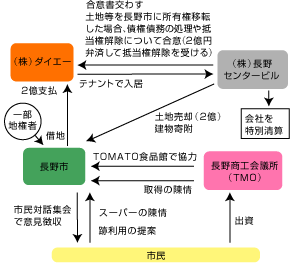 合意書交わす
土地等を長野市に所有権移転
した場合、債権債務の処理や抵
当権解除について合意(2億円
弁済して抵当権解除を受ける)
(株)ダイエー
(株)長野
センタービル
テナントで入居
2億支払
一部
地権者
借地
土地売却(2億)
建物寄附
会社を
特別清算
長野市
TOMATO食品館で協力
取得の陳情
長野商工会議所
(TMO)
市民対話集会
で意見徴収
スーパーの陳情
跡利用の提案
出資
市民